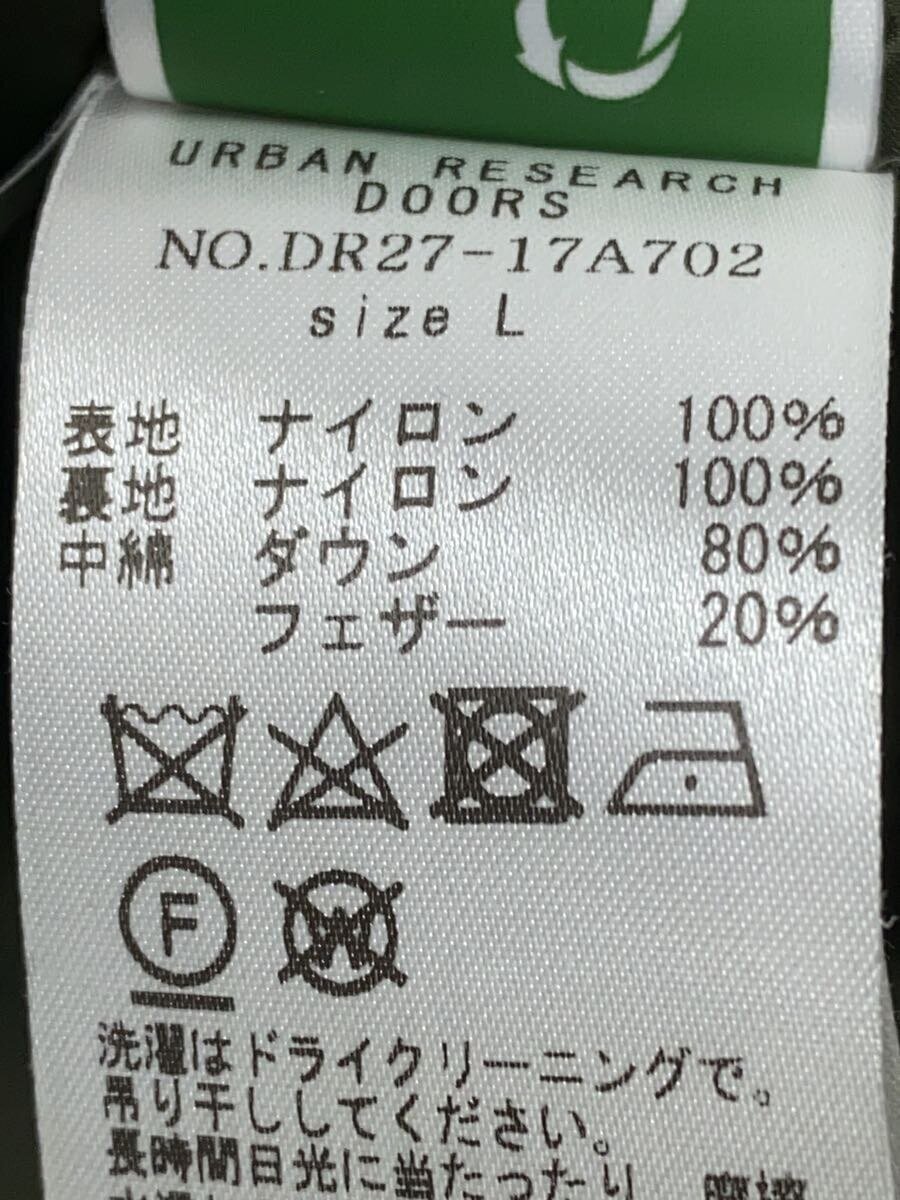 URBAN RESEARCH
DOORS
NO.DR27-17A702
size L
表地 ナイロン 100%
裏地 ナイロン 100%
中綿 ダウン 80%
フェザー 20%
F
W
洗濯はドライクリーニングで。
吊り干ししてください。
長時間日光に当たったり